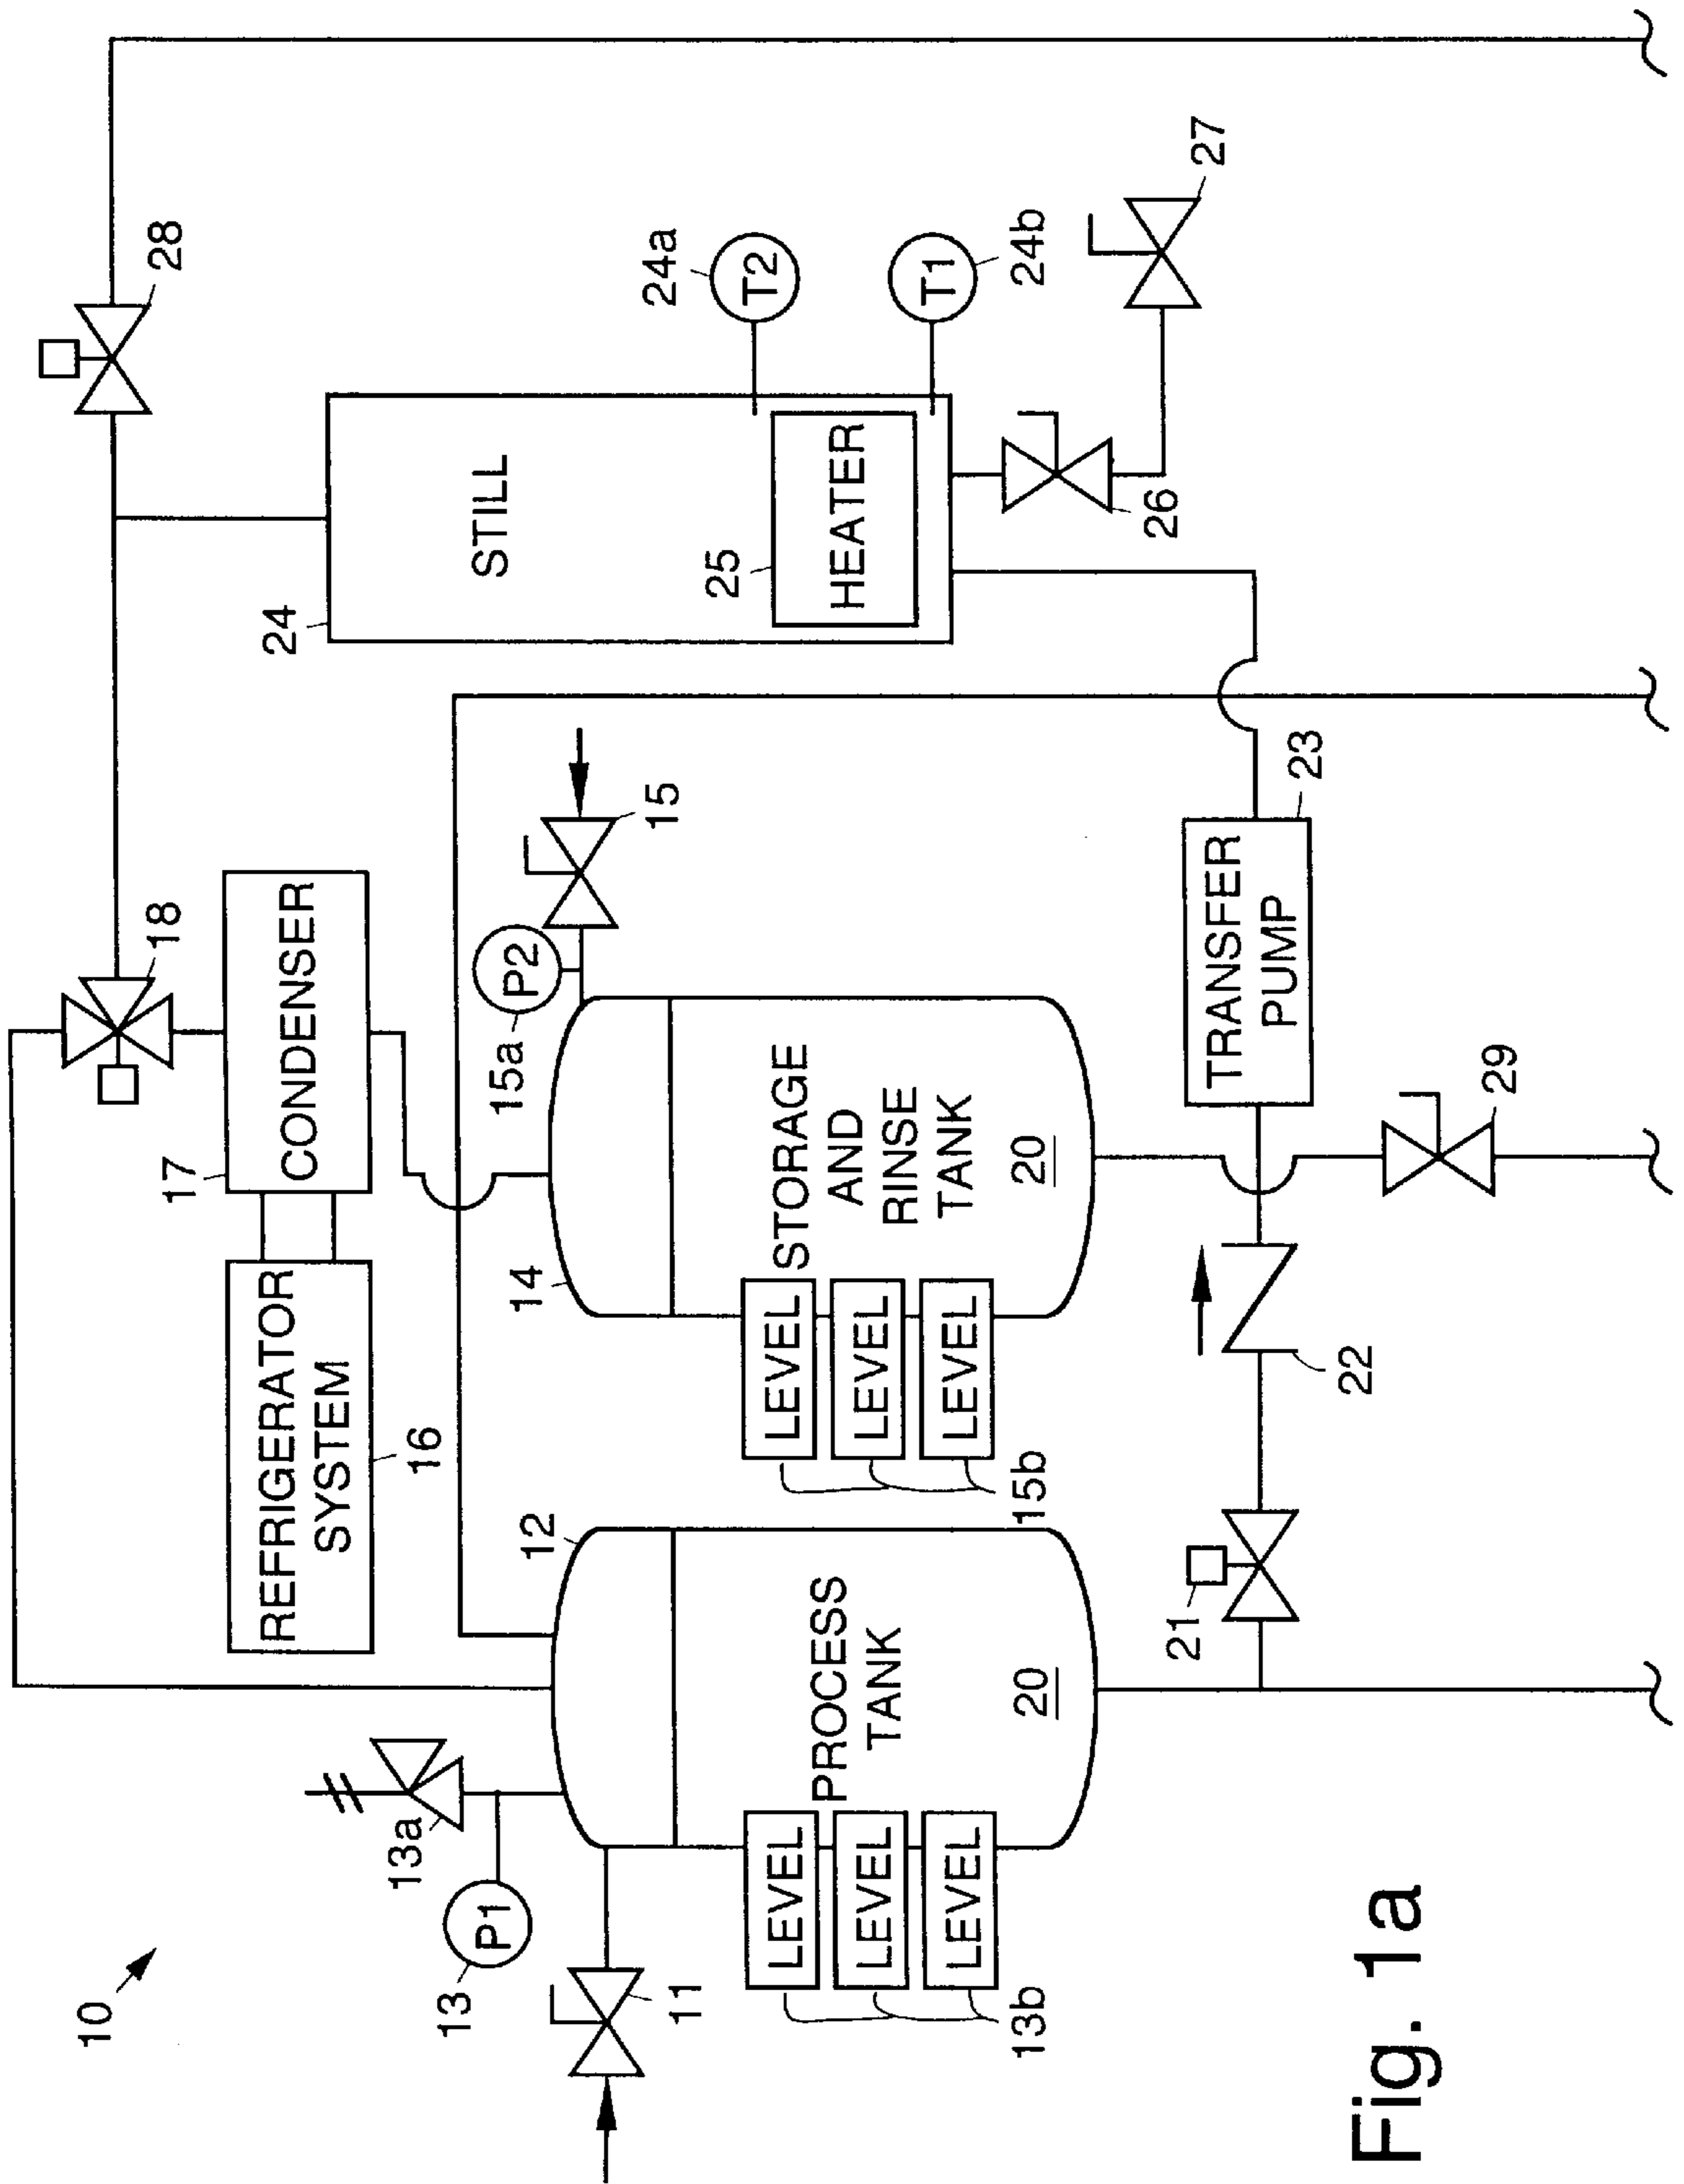 10
28
18
REFRIGERATOR
SYSTEM
16
17
CONDENSER
24
STILL
25
HEATER
24a
T2
24b
T1
26
27
13a
13
P1
11
12
PROCESS
TANK
20
LEVEL
LEVEL
LEVEL
13b
14
STORAGE
AND
RINSE
TANK
20
LEVEL
LEVEL
LEVEL
15b
15a
P2
15
21
22
TRANSFER
PUMP
23
29
Fig. 1a